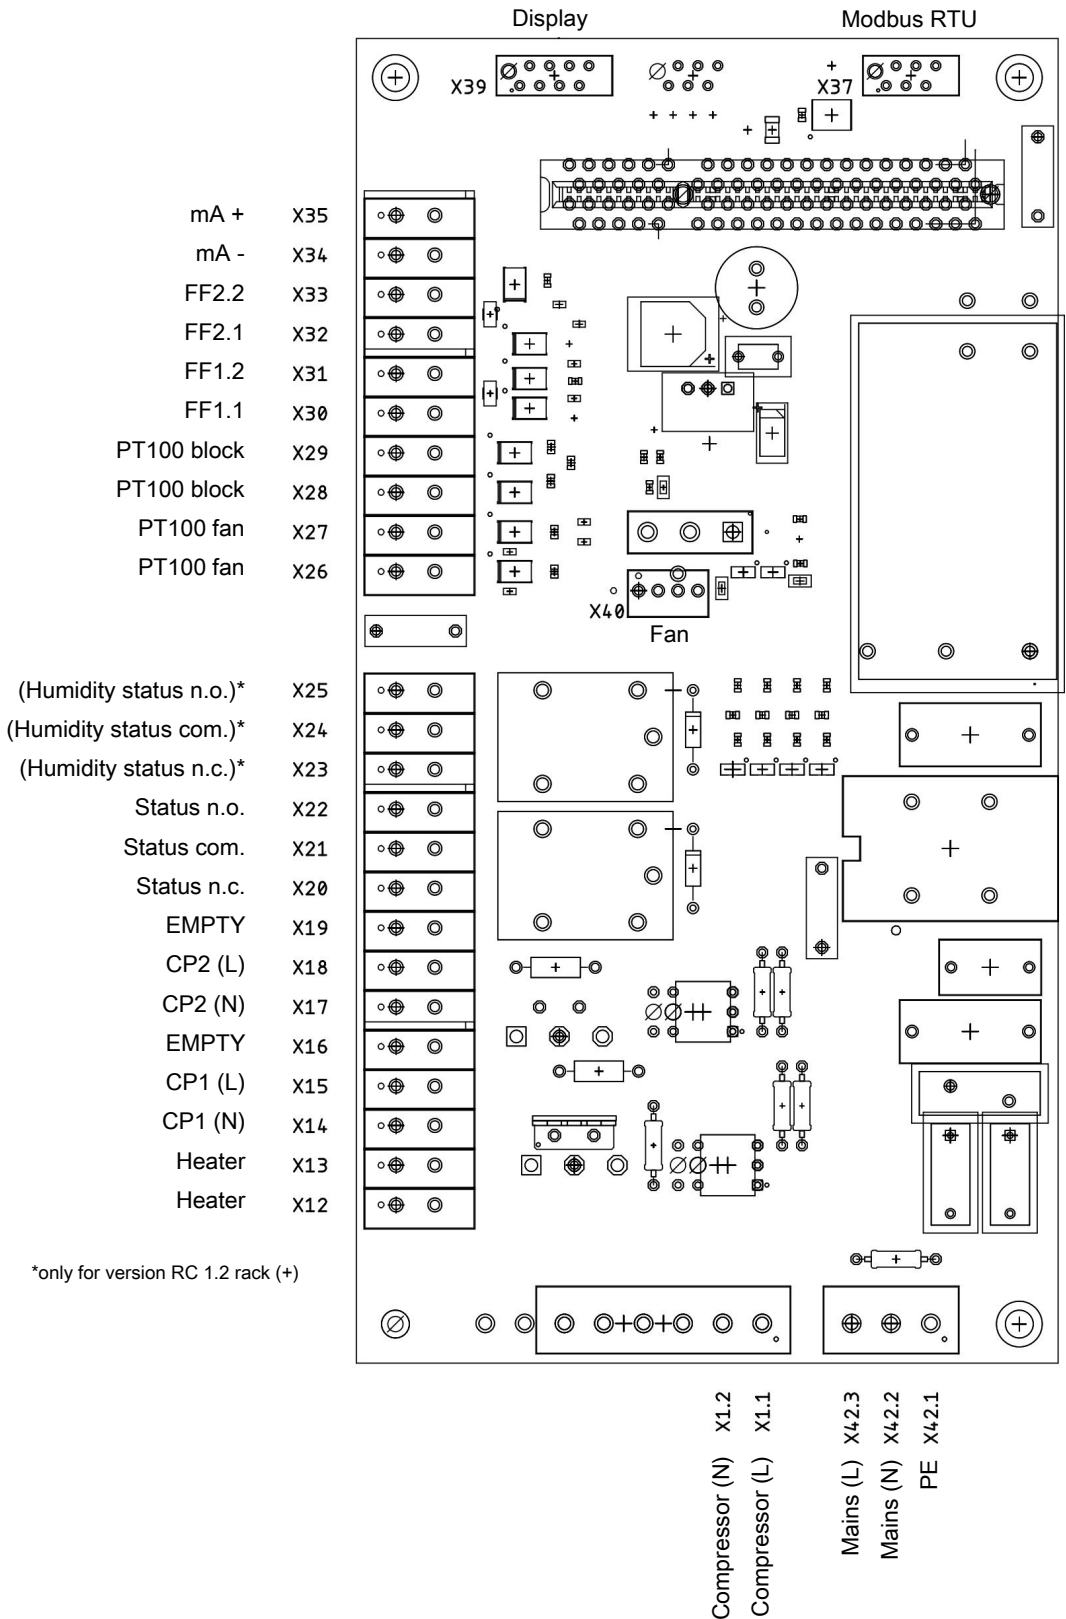 Display
Modbus RTU
X39
X37
mA + X35
mA - X34
FF2.2 X33
FF2.1 X32
FF1.2 X31
FF1.1 X30
PT100 block X29
PT100 block X28
PT100 fan X27
PT100 fan X26
X40
Fan
(Humidity status n.o.)* X25
(Humidity status com.)* X24
(Humidity status n.c.)* X23
Status n.o. X22
Status com. X21
Status n.c. X20
EMPTY X19
CP2 (L) X18
CP2 (N) X17
EMPTY X16
CP1 (L) X15
CP1 (N) X14
Heater X13
Heater X12
*only for version RC 1.2 rack (+)
Compressor (N) X1.2
Compressor (L) X1.1
Mains (L) X42.3
Mains (N) X42.2
PE X42.1